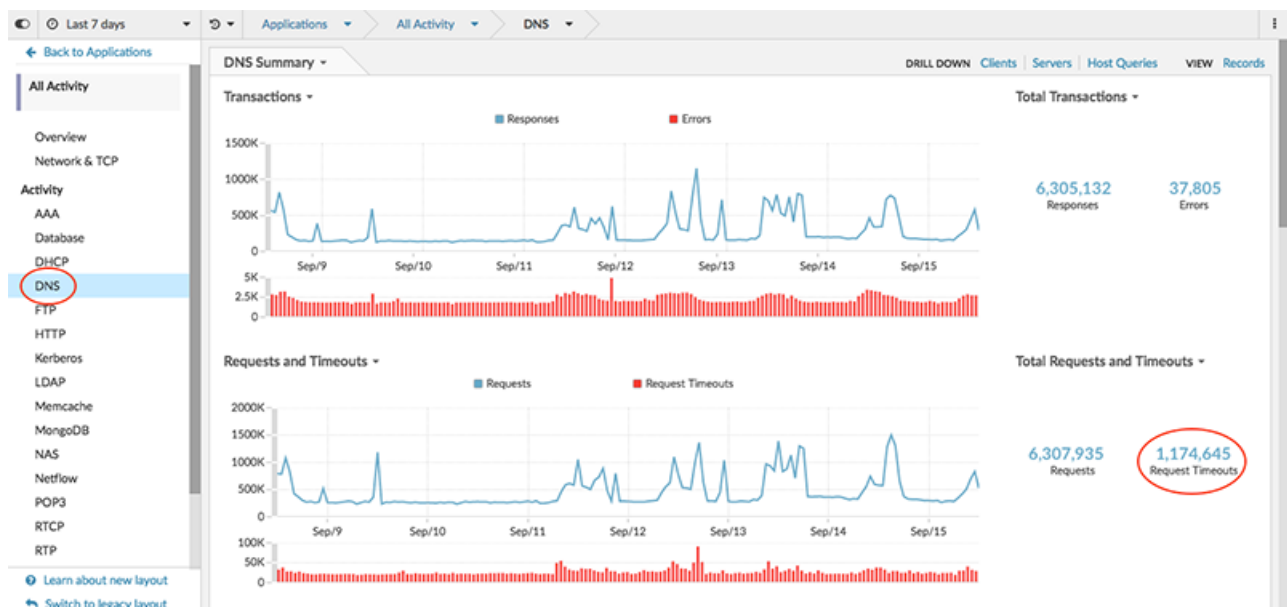 Last 7 days
Applications
All Activity
DNS
Back to Applications
All Activity
Overview
Network & TCP
Activity
AAA
Database
DHCP
DNS
FTP
HTTP
Kerberos
LDAP
Memcache
MongoDB
NAS
Netflow
POP3
RTCP
RTP
Learn about new layout
Switch to legacy layout
DNS Summary
DRILL DOWN Clients Servers Host Queries VIEW Records
Transactions
Responses Errors
1500K
1000K
500K
0
Sep/9 Sep/10 Sep/11 Sep/12 Sep/13 Sep/14 Sep/15
5K
2.5K
0
Total Transactions
6,305,132 37,805
Responses Errors
Requests and Timeouts
Requests Request Timeouts
2000K
1500K
1000K
500K
0
Sep/9 Sep/10 Sep/11 Sep/12 Sep/13 Sep/14 Sep/15
100K
50K
0
Total Requests and Timeouts
6,307,935 1,174,645
Requests Request Timeouts